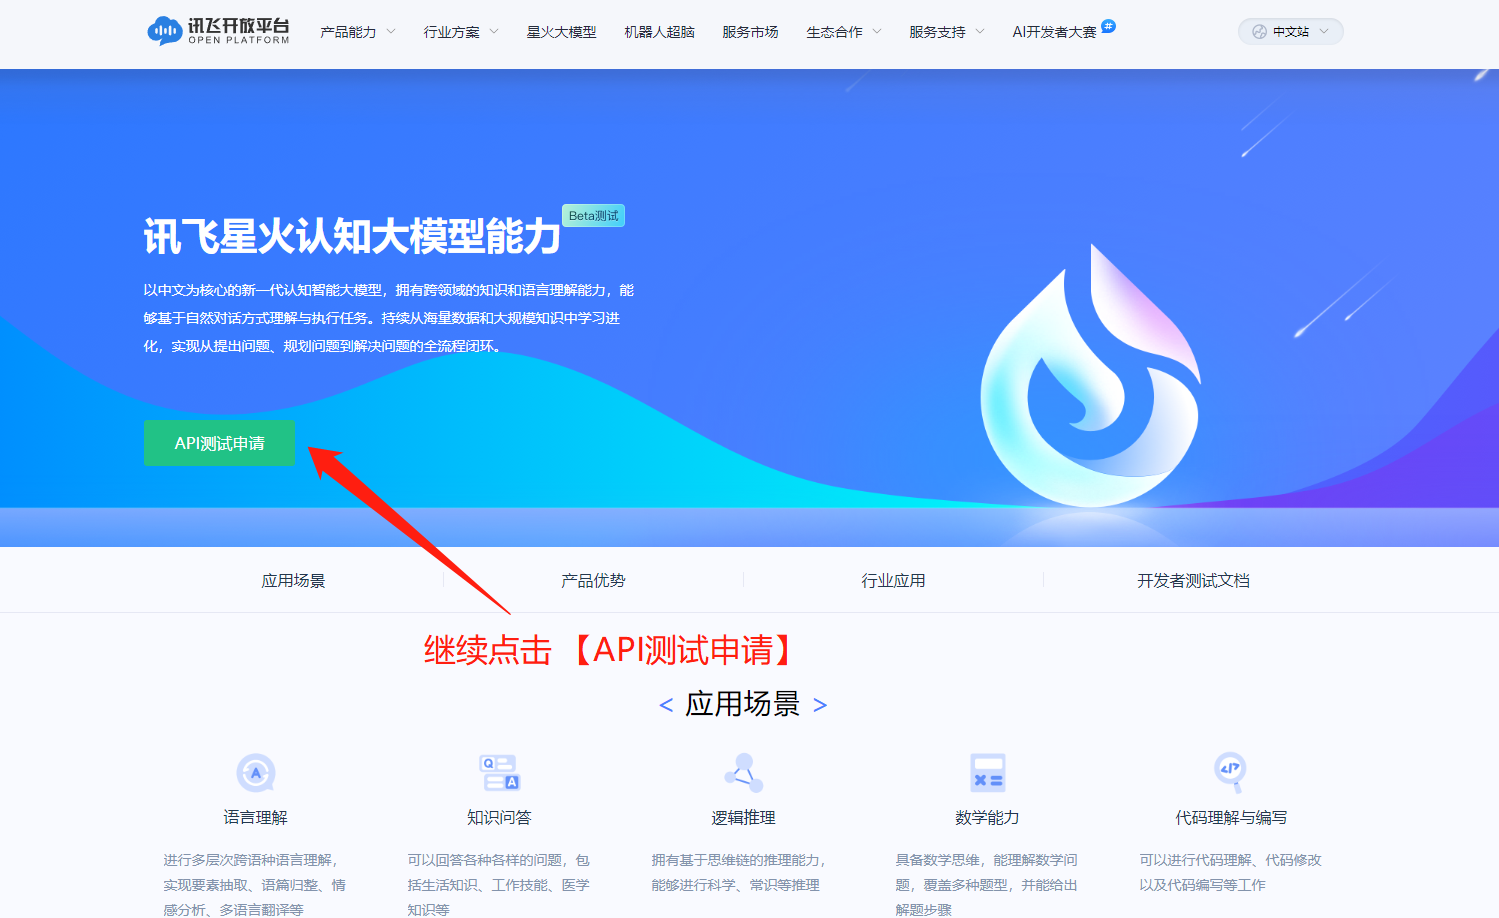 讯飞开放平台
OPEN PLATFORM
产品能力 行业方案 星火大模型 机器人超脑 服务市场 生态合作 服务支持 AI开发者大赛 # 中文站
讯飞星火认知大模型能力 Beta测试
以中文为核心的新一代认知智能大模型，拥有跨领域的知识和语言理解能力，能
够基于自然对话方式理解与执行任务。持续从海量数据和大规模知识中学习进
化，实现从提出问题、规划问题到解决问题的全流程闭环。
API测试申请
应用场景 产品优势 行业应用 开发者测试文档
继续点击 【API测试申请】
< 应用场景 >
语言理解
进行多层次跨语种语言理解，
实现要素抽取、语篇归整、情
感分析、多语言翻译等
知识问答
可以回答各种各样的问题，包
括生活知识、工作技能、医学
知识等
逻辑推理
拥有基于思维链的推理能力，
能够进行科学、常识等推理
数学能力
具备数学思维，能理解数学问
题，覆盖多种题型，并能给出
解题步骤
代码理解与编写
可以进行代码理解、代码修改
以及代码编写等工作